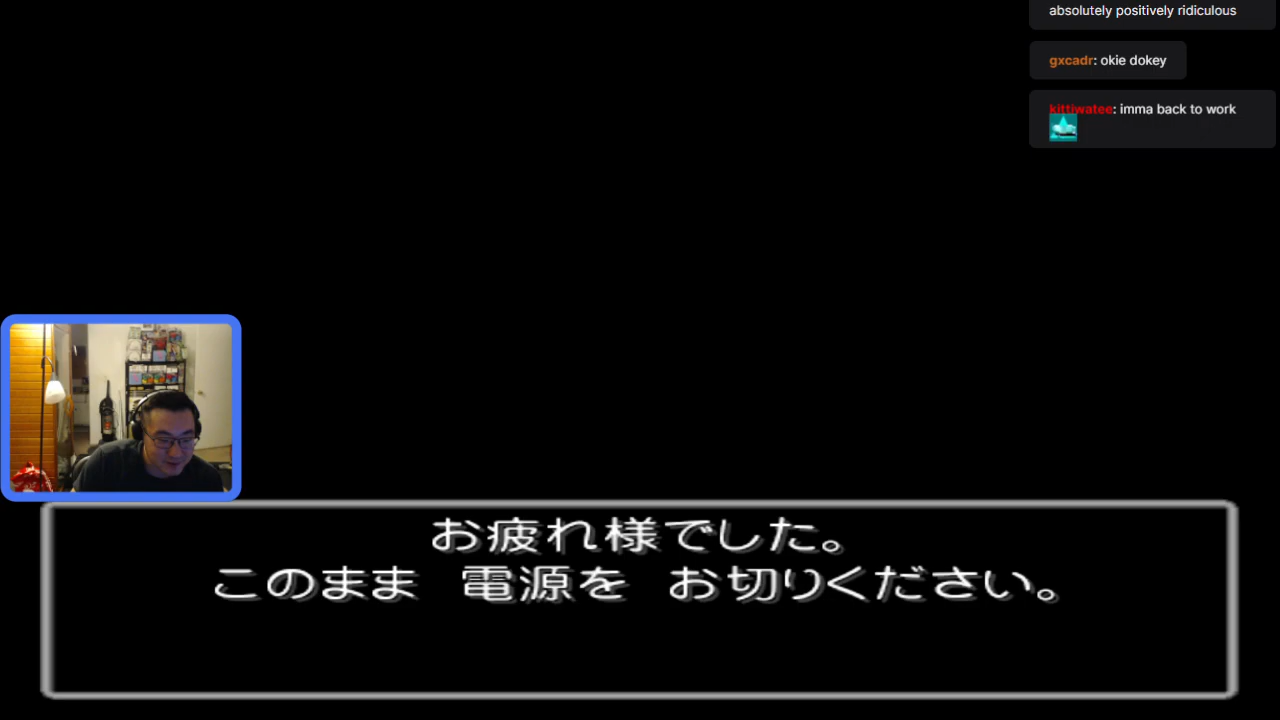 absolutely positively ridiculous
gxcadr: okie dokey
kittiwatee: imma back to work
お疲れ様でした。
このまま 電源を お切りください。